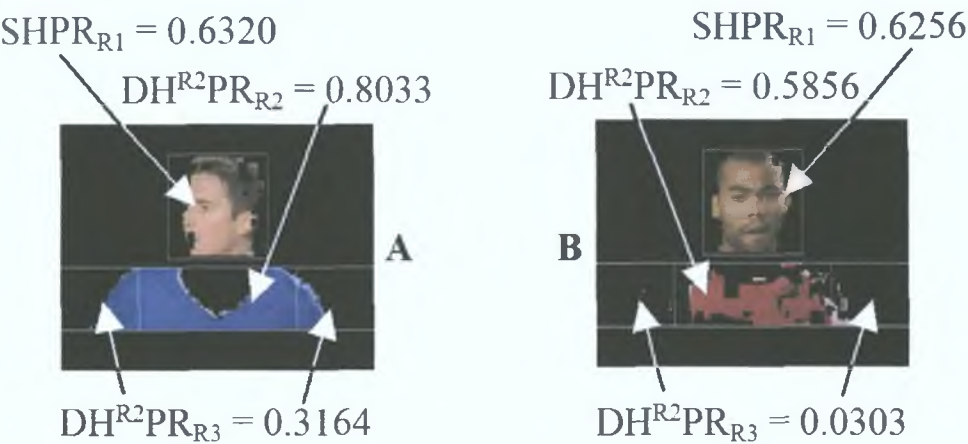 SHPR_R1 = 0.6320
DH^R2PR_R2 = 0.8033
A
DH^R2PR_R3 = 0.3164
SHPR_R1 = 0.6256
DH^R2PR_R2 = 0.5856
B
DH^R2PR_R3 = 0.0303